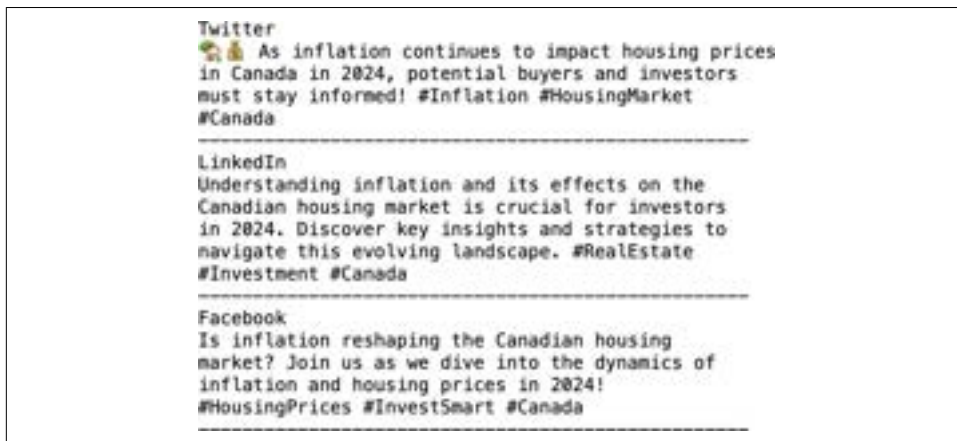 Twitter
🏡💰 As inflation continues to impact housing prices
in Canada in 2024, potential buyers and investors
must stay informed! #Inflation #HousingMarket
#Canada
--------------------------------------------------
LinkedIn
Understanding inflation and its effects on the
Canadian housing market is crucial for investors
in 2024. Discover key insights and strategies to
navigate this evolving landscape. #RealEstate
#Investment #Canada
--------------------------------------------------
Facebook
Is inflation reshaping the Canadian housing
market? Join us as we dive into the dynamics of
inflation and housing prices in 2024!
#HousingPrices #InvestSmart #Canada
--------------------------------------------------